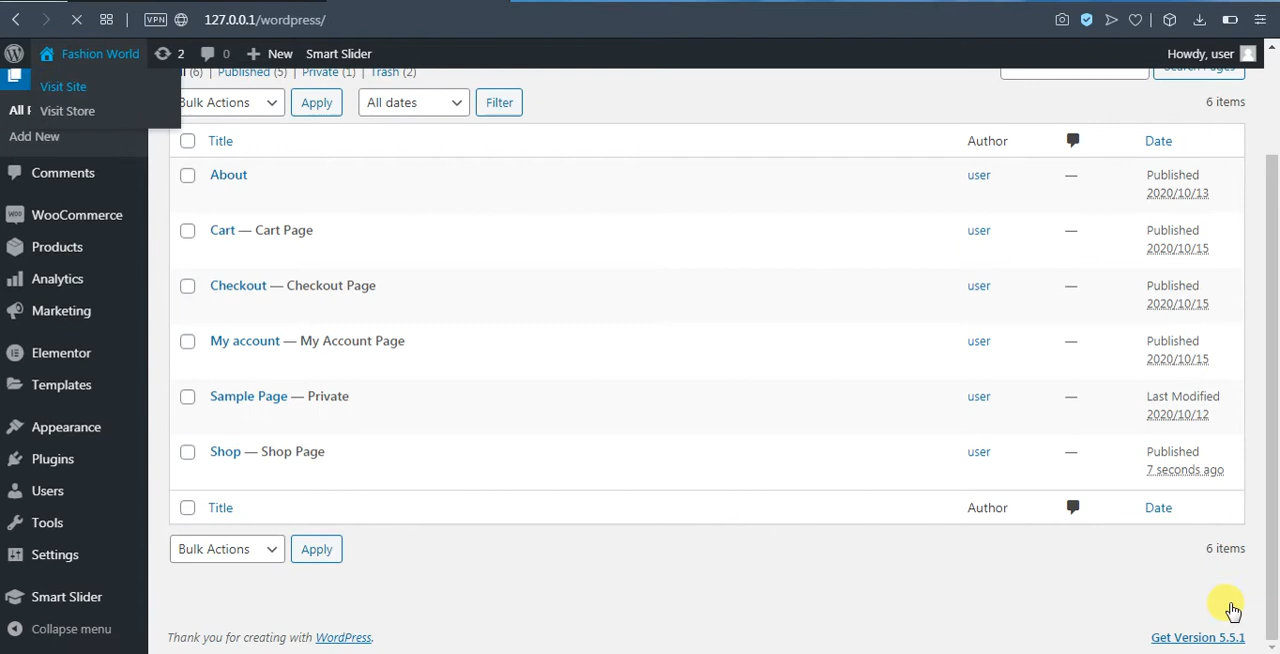 VPN 127.0.0.1/wordpress/
Fashion World 2 0 New Smart Slider Howdy, user
(6) Published (5) Private (1) Trash (2) Search Pages
Visit Site
Bulk Actions Apply All dates Filter 6 items
Visit Store
Add New
Title Author Date
Comments
About user — Published
2020/10/13
WooCommerce
Cart — Cart Page user — Published
2020/10/15
Products
Analytics
Checkout — Checkout Page user — Published
2020/10/15
Marketing
My account — My Account Page user — Published
2020/10/15
Elementor
Templates
Sample Page — Private user — Last Modified
2020/10/12
Appearance
Plugins
Shop — Shop Page user — Published
7 seconds ago
Users
Title Author Date
Tools
Bulk Actions Apply 6 items
Settings
Smart Slider
Collapse menu
Thank you for creating with WordPress. Get Version 5.5.1